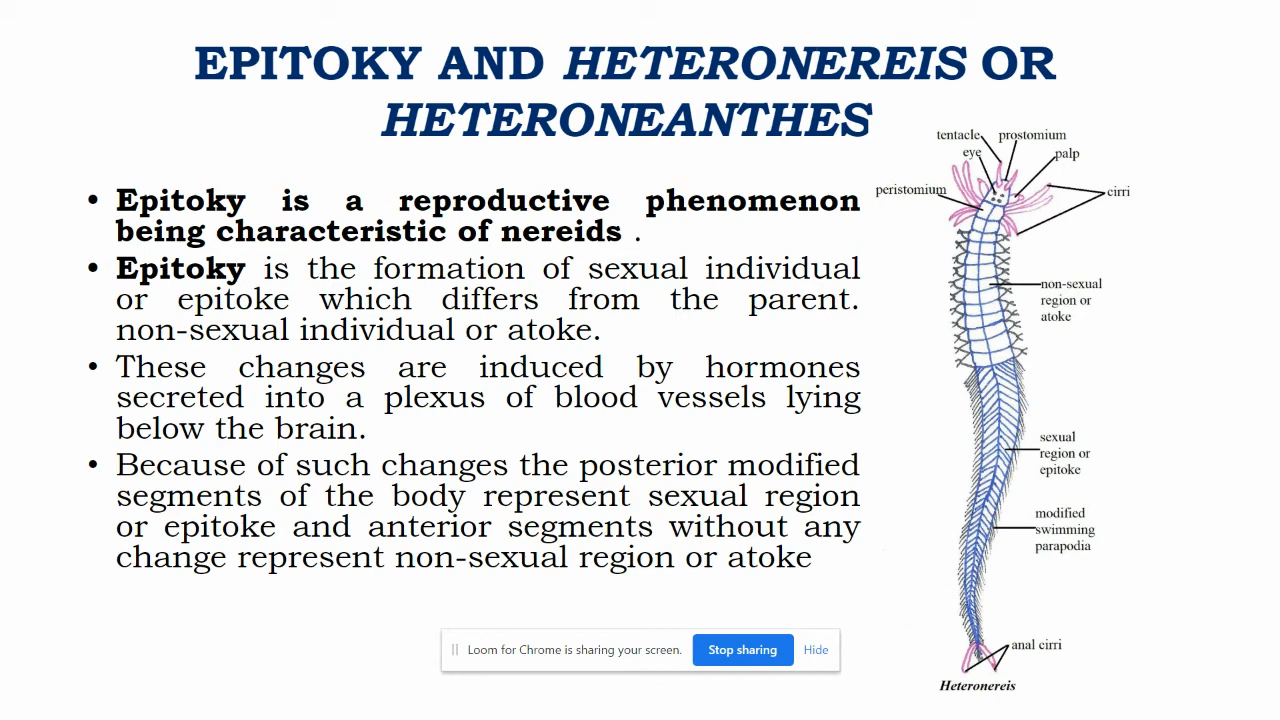 EPITOKY AND HETERONEREIS OR
HETERONEANTHES
• Epitoky is a reproductive phenomenon
being characteristic of nereids .
• Epitoky is the formation of sexual individual
or epitoke which differs from the parent.
non-sexual individual or atoke.
• These changes are induced by hormones
secreted into a plexus of blood vessels lying
below the brain.
• Because of such changes the posterior modified
segments of the body represent sexual region
or epitoke and anterior segments without any
change represent non-sexual region or atoke
tentacle
prostomium
eye
palp
peristomium
cirri
non-sexual
region or
atoke
sexual
region or
epitoke
modified
swimming
parapodia
anal cirri
Heteronereis
Loom for Chrome is sharing your screen.
Stop sharing
Hide